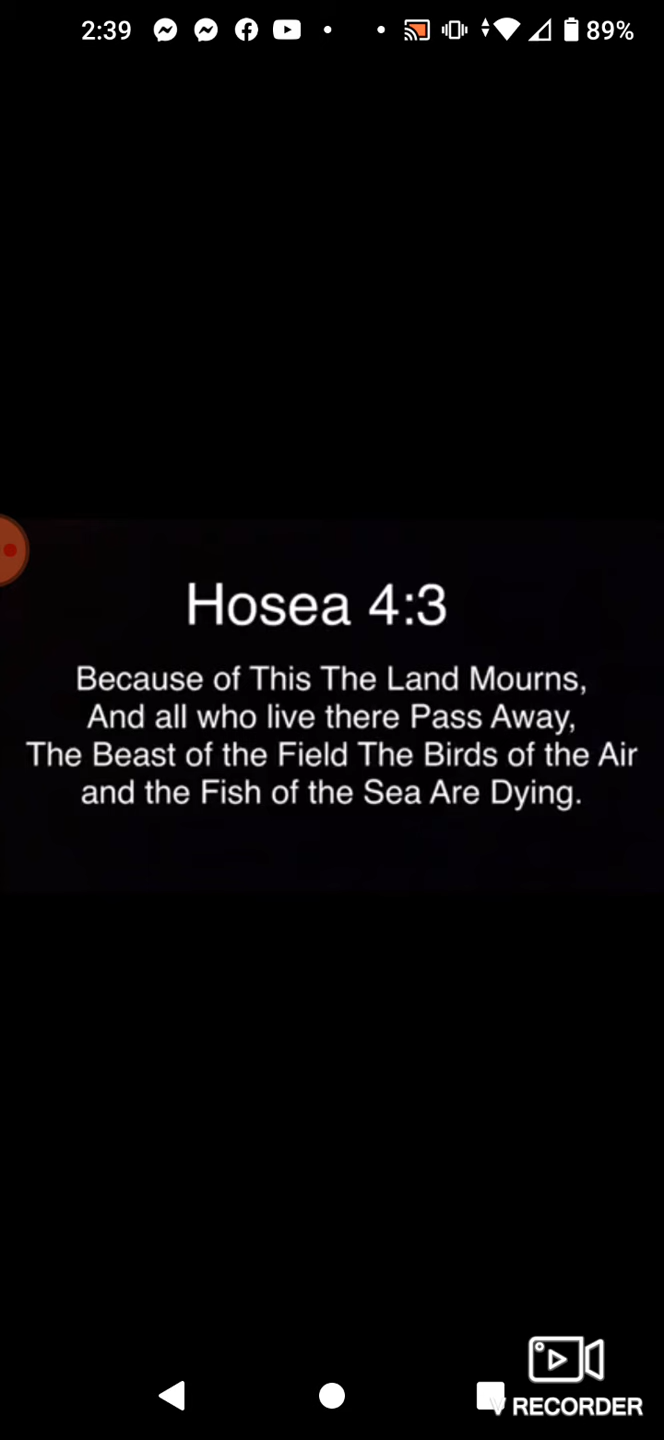 2:39 89%
Hosea 4:3
Because of This The Land Mourns,
And all who live there Pass Away,
The Beast of the Field The Birds of the Air
and the Fish of the Sea Are Dying.
V RECORDER